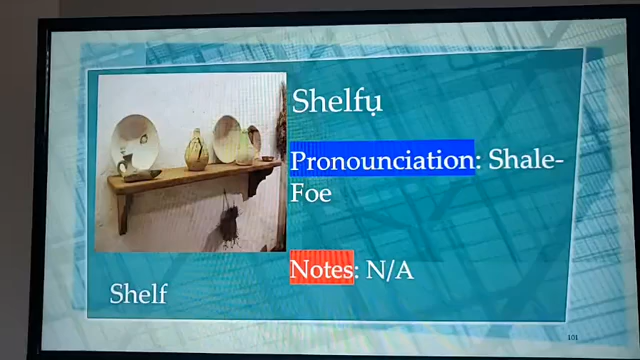 Shelfụ
Pronounciation: Shale-
Foe
Notes: N/A
Shelf
101